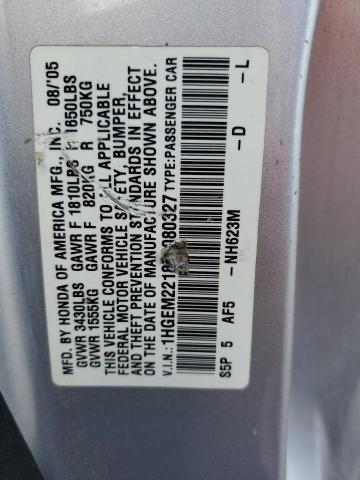 MFD. BY HONDA OF AMERICA MFG., INC. 08/05
GVWR 3430LBS GAWR F 1810LBS R 1650LBS
GVWR 1555KG GAWR F 820KG R 750KG
THIS VEHICLE CONFORMS TO ALL APPLICABLE
FEDERAL MOTOR VEHICLE SAFETY, BUMPER,
AND THEFT PREVENTION STANDARDS IN EFFECT
ON THE DATE OF MANUFACTURE SHOWN ABOVE.
V.I.N.: TYPE:PASSENGER CAR
S5P 5 AF5 -NH623M -D -L